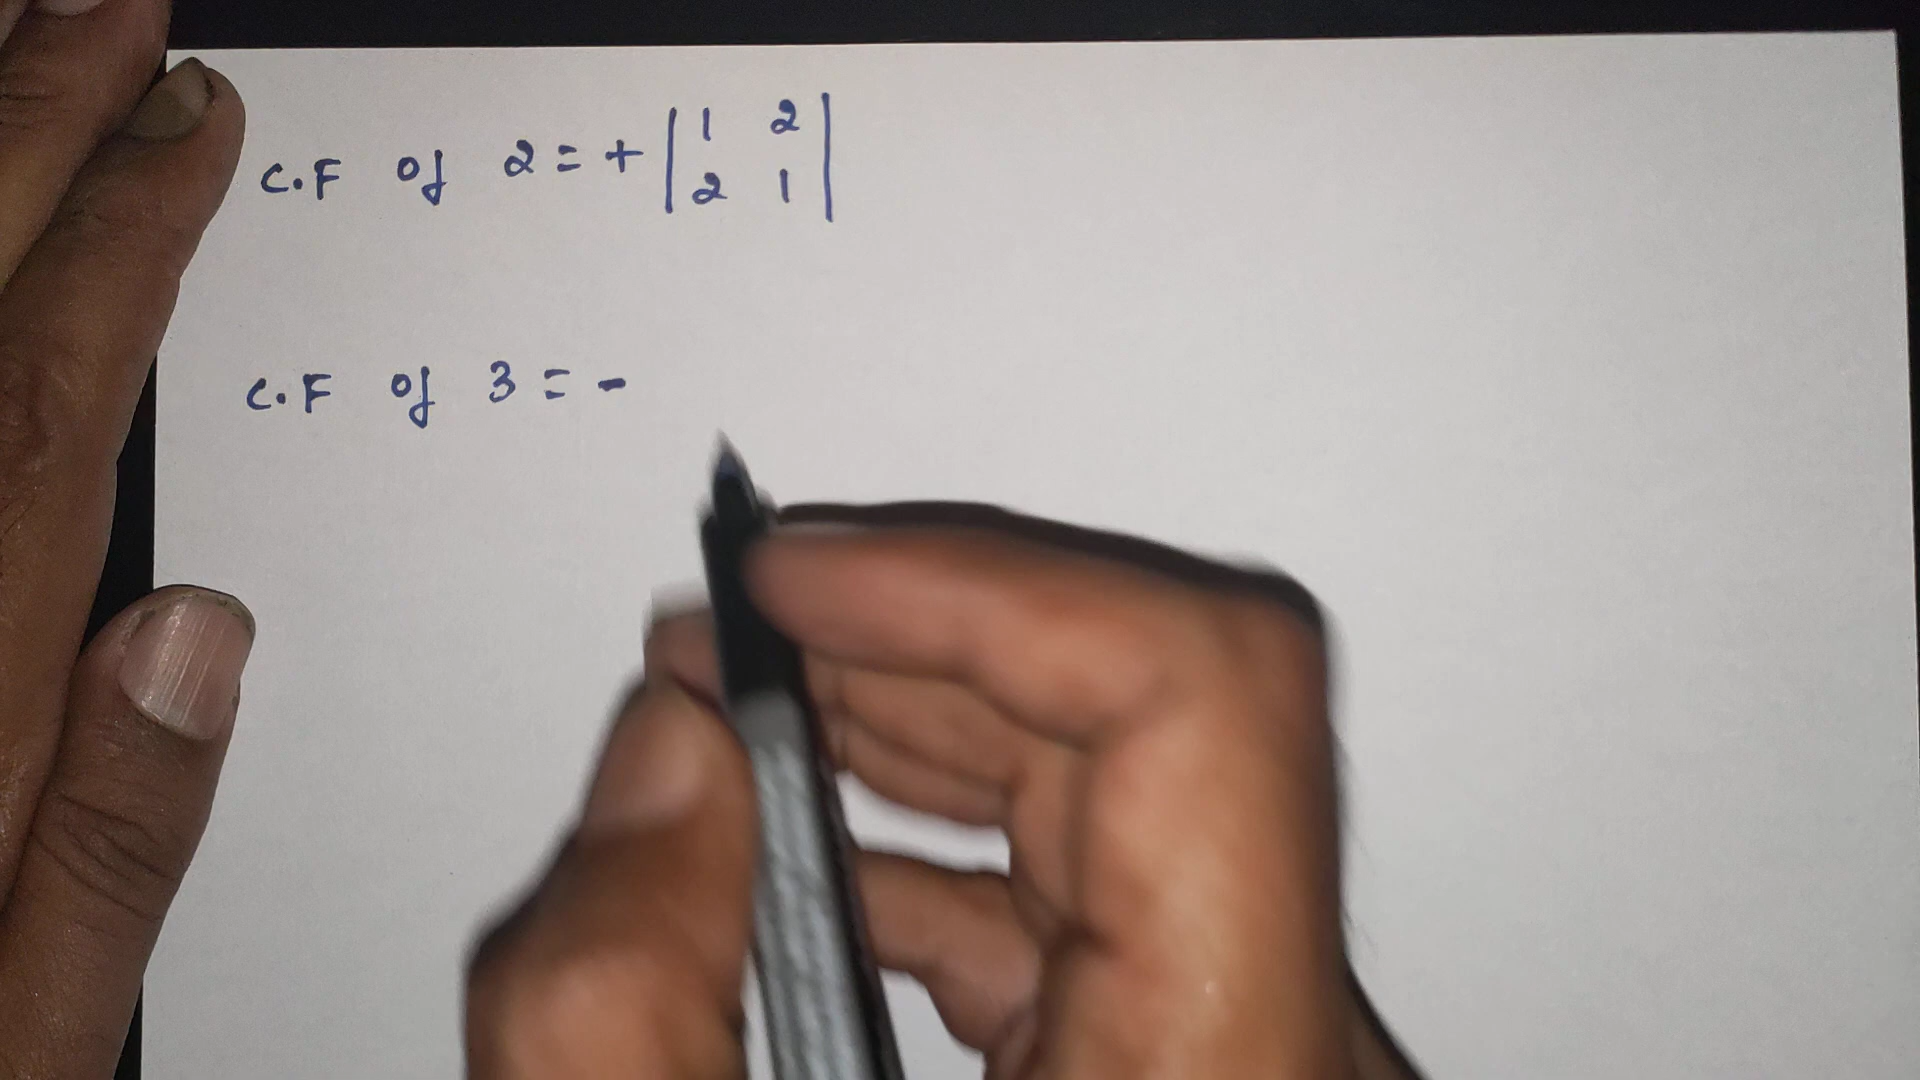 C.F of 2 = + | 1 2 |
| 2 1 |
C.F of 3 = -